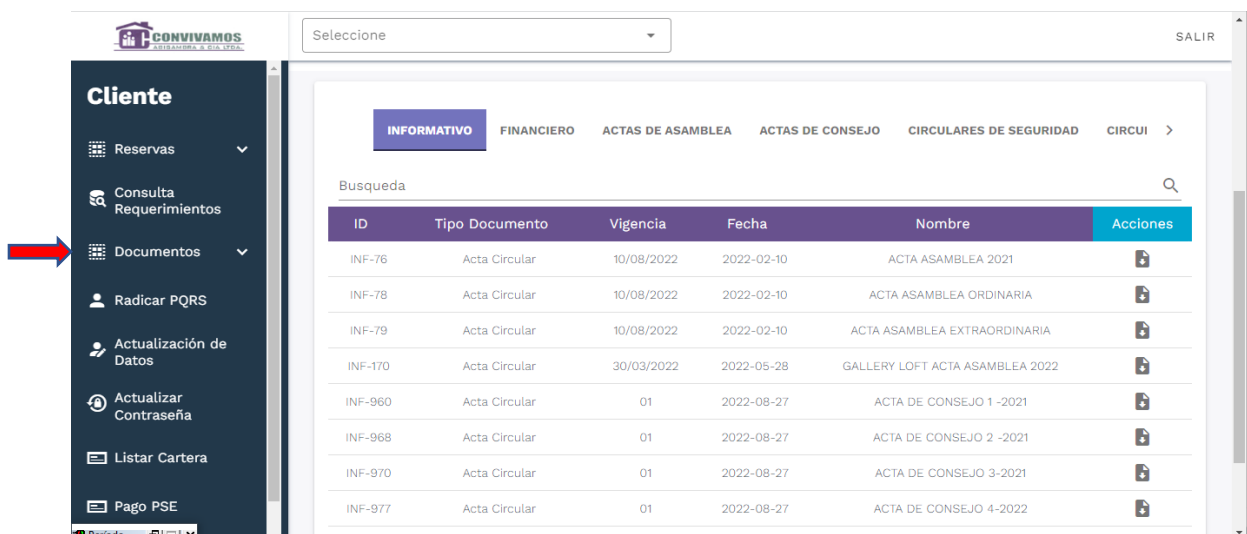 CONVIVAMOS
Seleccione
SALIR
Cliente
Reservas
Consulta
Requerimientos
Documentos
Radicar PQRS
Actualización de
Datos
Actualizar
Contraseña
Listar Cartera
Pago PSE
INFORMATIVO FINANCIERO ACTAS DE ASAMBLEA ACTAS DE CONSEJO CIRCULARES DE SEGURIDAD CIRCUI
Busqueda
ID Tipo Documento Vigencia Fecha Nombre Acciones
INF-76 Acta Circular 10/08/2022 2022-02-10 ACTA ASAMBLEA 2021
INF-78 Acta Circular 10/08/2022 2022-02-10 ACTA ASAMBLEA ORDINARIA
INF-79 Acta Circular 10/08/2022 2022-02-10 ACTA ASAMBLEA EXTRAORDINARIA
INF-170 Acta Circular 30/03/2022 2022-05-28 GALLERY LOFT ACTA ASAMBLEA 2022
INF-960 Acta Circular 01 2022-08-27 ACTA DE CONSEJO 1 -2021
INF-968 Acta Circular 01 2022-08-27 ACTA DE CONSEJO 2 -2021
INF-970 Acta Circular 01 2022-08-27 ACTA DE CONSEJO 3-2021
INF-977 Acta Circular 01 2022-08-27 ACTA DE CONSEJO 4-2022